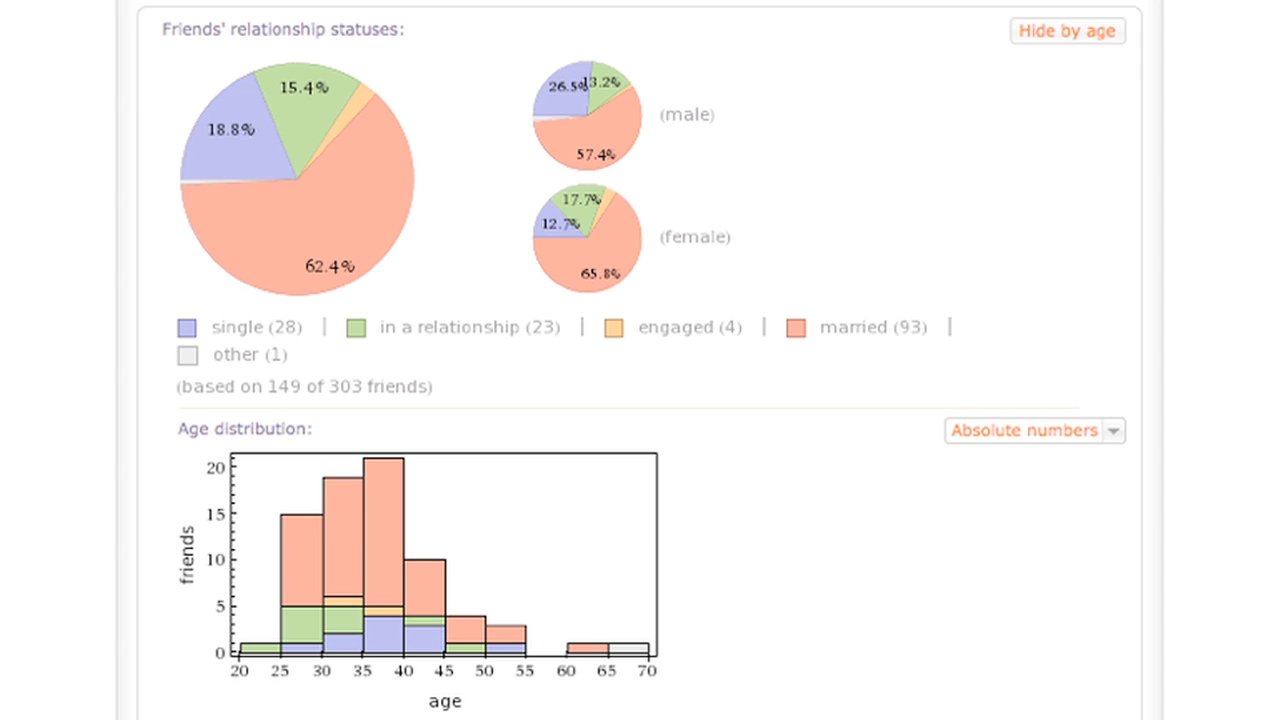 Friends' relationship statuses:
Hide by age
15.4%
18.8%
62.4%
26.5%
13.2%
57.4%
(male)
17.7%
12.7%
65.8%
(female)
single (28) | in a relationship (23) | engaged (4) | married (93) |
other (1)
(based on 149 of 303 friends)
Age distribution:
Absolute numbers
friends
20
15
10
5
0
20 25 30 35 40 45 50 55 60 65 70
age